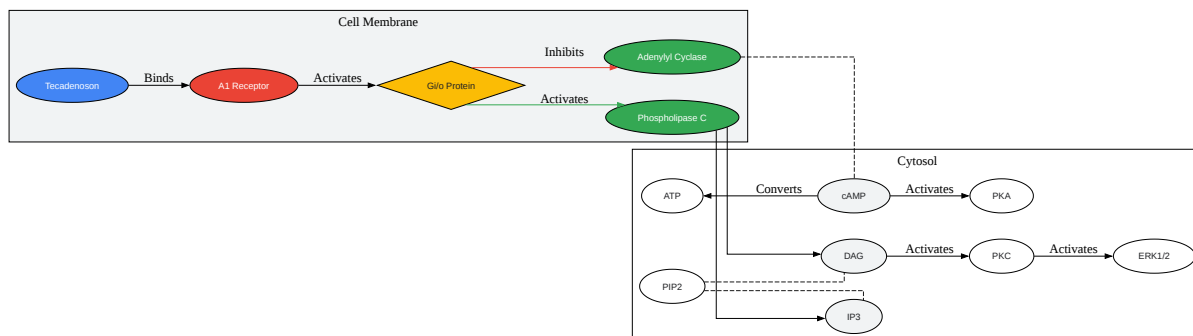 Cell Membrane
Tecadenoson
Binds
A1 Receptor
Activates
Gi/o Protein
Inhibits
Adenylyl Cyclase
Activates
Phospholipase C
Cytosol
ATP
Converts
cAMP
Activates
PKA
DAG
Activates
PKC
Activates
ERK1/2
PIP2
IP3